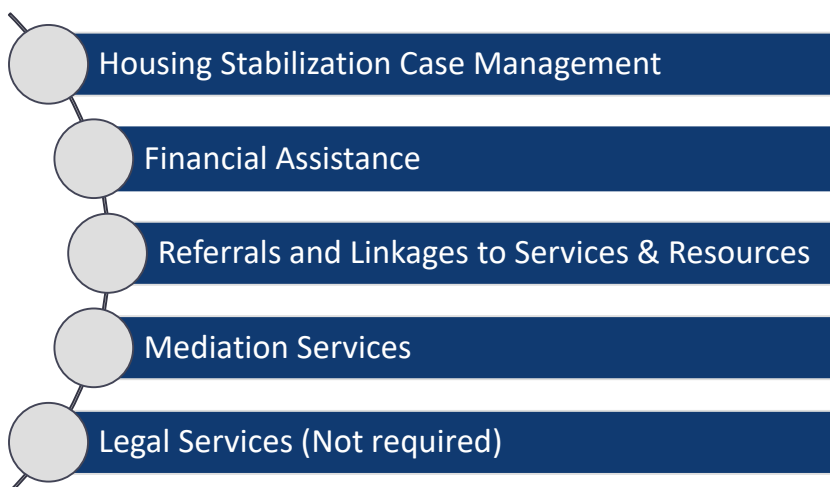 Housing Stabilization Case Management
Financial Assistance
Referrals and Linkages to Services & Resources
Mediation Services
Legal Services (Not required)